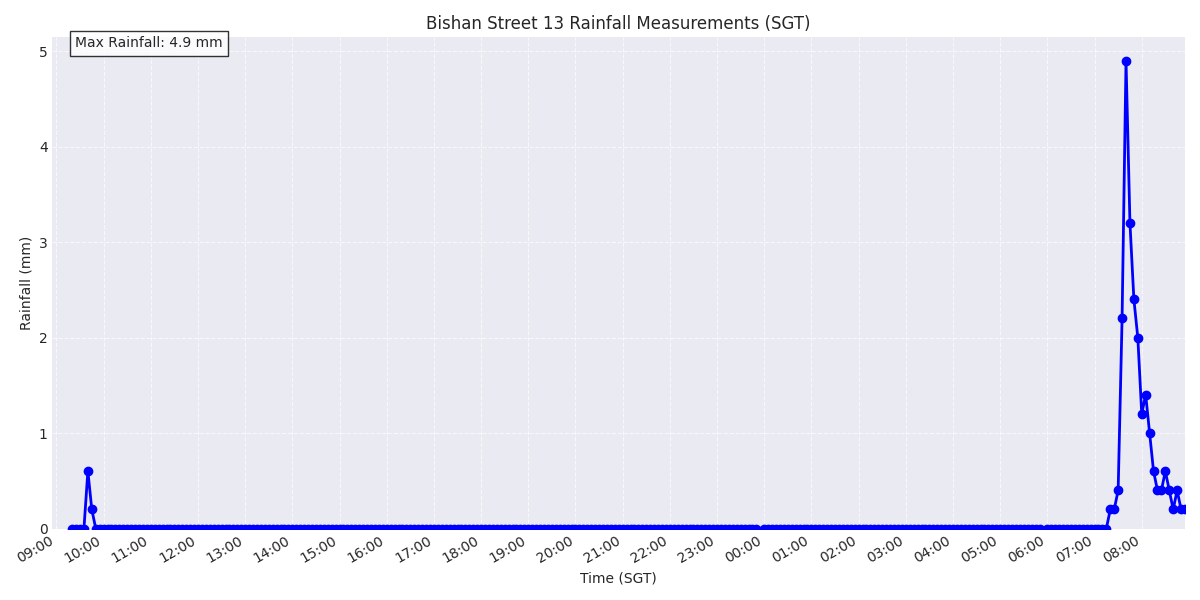 Bishan Street 13 Rainfall Measurements (SGT)
Max Rainfall: 4.9 mm
Rainfall (mm)
5
4
3
2
1
0
09:00 10:00 11:00 12:00 13:00 14:00 15:00 16:00 17:00 18:00 19:00 20:00 21:00 22:00 23:00 00:00 01:00 02:00 03:00 04:00 05:00 06:00 07:00 08:00
Time (SGT)